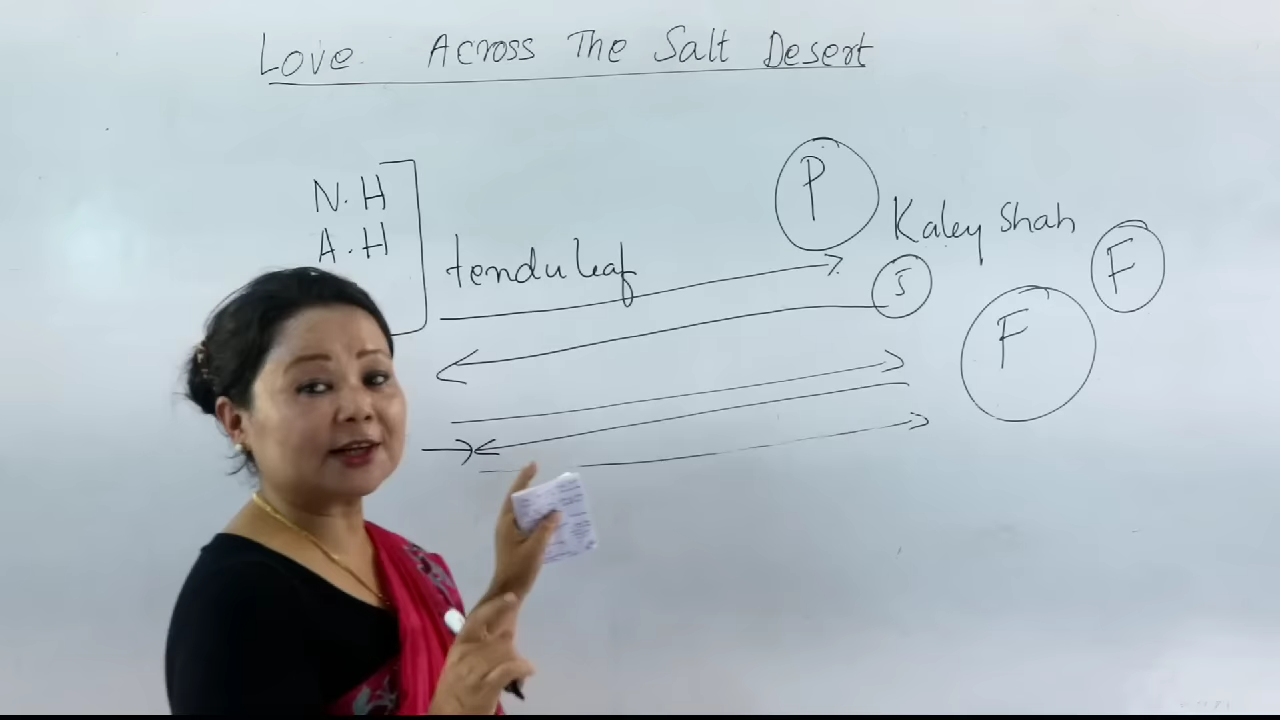 Love Across The Salt Desert
N.H
A.H
P
Kaley Shah
tendu leaf
F
S
F